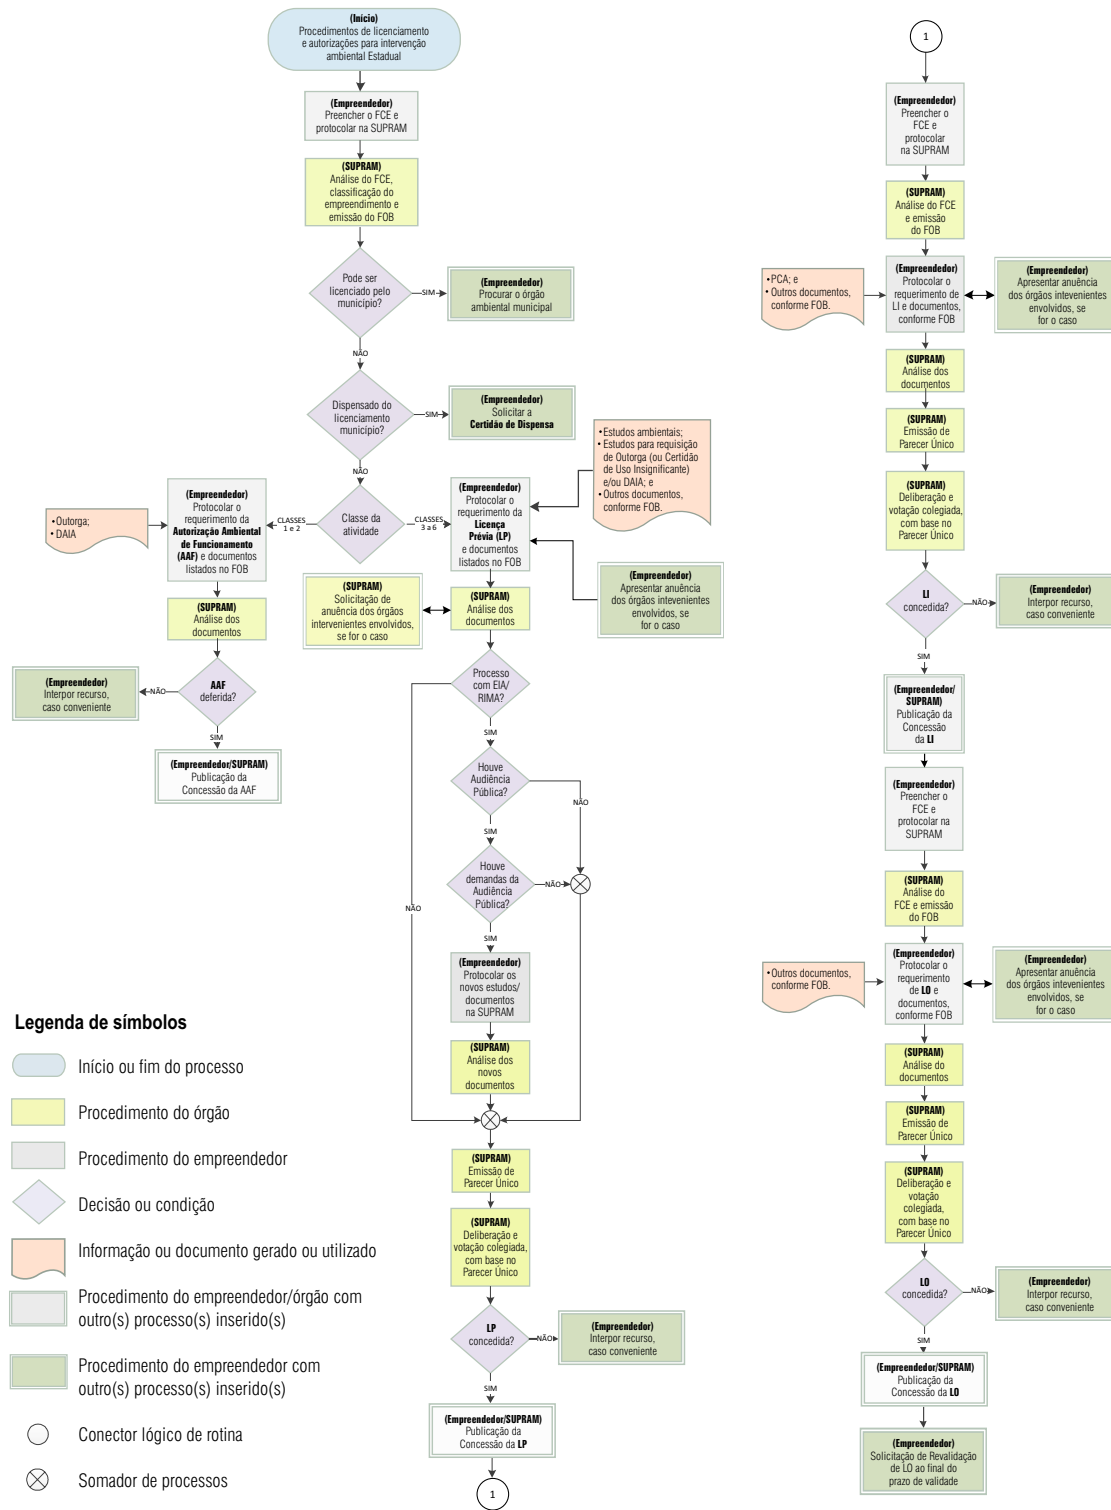 (Início)
Procedimentos de licenciamento
e autorizações para intervenção
ambiental Estadual
(Empreendedor)
Preencher o FCE e
protocolar na SUPRAM
(SUPRAM)
Análise do FCE,
classificação do
empreendimento e
emissão do FOB
Pode ser
licenciado pelo
município?
SIM
(Empreendedor)
Procurar o órgão
ambiental municipal
NÃO
Dispensado do
licenciamento
município?
SIM
(Empreendedor)
Solicitar a
Certidão de Dispensa
NÃO
Classe da
atividade
CLASSES
1 e 2
CLASSES
3 a 6
• Outorga;
• DAIA
(Empreendedor)
Protocolar o
requerimento da
Autorização Ambiental
de Funcionamento
(AAF) e documentos
listados no FOB
(SUPRAM)
Análise dos
documentos
AAF
deferida?
NÃO
(Empreendedor)
Interpor recurso,
caso conveniente
SIM
(Empreendedor/SUPRAM)
Publicação da
Concessão da AAF
• Estudos ambientais;
• Estudos para requisição
de Outorga (ou Certidão
de Uso Insignificante)
e/ou DAIA; e
• Outros documentos,
conforme FOB.
(Empreendedor)
Protocolar o
requerimento da
Licença
Prévia (LP)
e documentos
listados no FOB
(Empreendedor)
Apresentar anuência
dos órgãos intevenientes
envolvidos, se
for o caso
(SUPRAM)
Solicitação de
anuência dos órgãos
intervenientes envolvidos,
se for o caso
(SUPRAM)
Análise dos
documentos
Processo
com EIA/
RIMA?
NÃO
SIM
Houve
Audiência
Pública?
NÃO
SIM
Houve
demandas da
Audiência
Pública?
NÃO
SIM
(Empreendedor)
Protocolar os
novos estudos/
documentos
na SUPRAM
(SUPRAM)
Análise dos
novos
documentos
(SUPRAM)
Emissão de
Parecer Único
(SUPRAM)
Deliberação e
votação colegiada,
com base no
Parecer Único
LP
concedida?
NÃO
(Empreendedor)
Interpor recurso,
caso conveniente
SIM
(Empreendedor/SUPRAM)
Publicação da
Concessão da LP
1
1
(Empreendedor)
Preencher o
FCE e
protocolar
na SUPRAM
(SUPRAM)
Análise do FCE
e emissão
do FOB
• PCA; e
• Outros documentos,
conforme FOB.
(Empreendedor)
Protocolar o
requerimento de
LI e documentos,
conforme FOB
(Empreendedor)
Apresentar anuência
dos órgãos intevenientes
envolvidos, se
for o caso
(SUPRAM)
Análise dos
documentos
(SUPRAM)
Emissão de
Parecer Único
(SUPRAM)
Deliberação e
votação colegiada,
com base no
Parecer Único
LI
concedida?
NÃO
(Empreendedor)
Interpor recurso,
caso conveniente
SIM
(Empreendedor/
SUPRAM)
Publicação da
Concessão
da LI
(Empreendedor)
Preencher o
FCE e
protocolar na
SUPRAM
(SUPRAM)
Análise do
FCE e emissão
do FOB
• Outros documentos,
conforme FOB.
(Empreendedor)
Protocolar o
requerimento
de LO e
documentos,
conforme FOB
(Empreendedor)
Apresentar anuência
dos órgãos intevenientes
envolvidos, se
for o caso
(SUPRAM)
Análise do
documentos
(SUPRAM)
Emissão de
Parecer Único
(SUPRAM)
Deliberação e
votação
colegiada,
com base no
Parecer Único
LO
concedida?
NÃO
(Empreendedor)
Interpor recurso,
caso conveniente
SIM
(Empreendedor/SUPRAM)
Publicação da
Concessão da LO
(Empreendedor)
Solicitação de Revalidação
de LO ao final do
prazo de validade
Legenda de símbolos
Início ou fim do processo
Procedimento do órgão
Procedimento do empreendedor
Decisão ou condição
Informação ou documento gerado ou utilizado
Procedimento do empreendedor/órgão com
outro(s) processo(s) inserido(s)
Procedimento do empreendedor com
outro(s) processo(s) inserido(s)
Conector lógico de rotina
Somador de processos